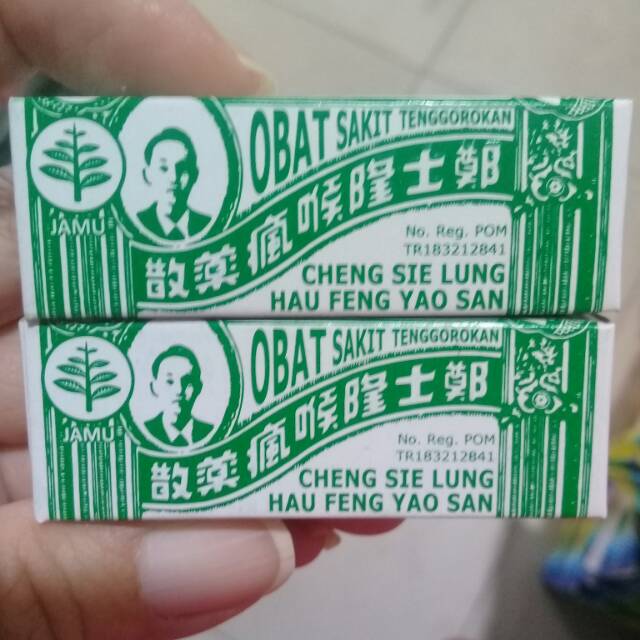 JAMU
OBAT SAKIT TENGGOROKAN
鄭士隆喉瘋薬散
No. Reg. POM
TR183212841
CHENG SIE LUNG
HAU FENG YAO SAN
JAMU
OBAT SAKIT TENGGOROKAN
鄭士隆喉瘋薬散
No. Reg. POM
TR183212841
CHENG SIE LUNG
HAU FENG YAO SAN